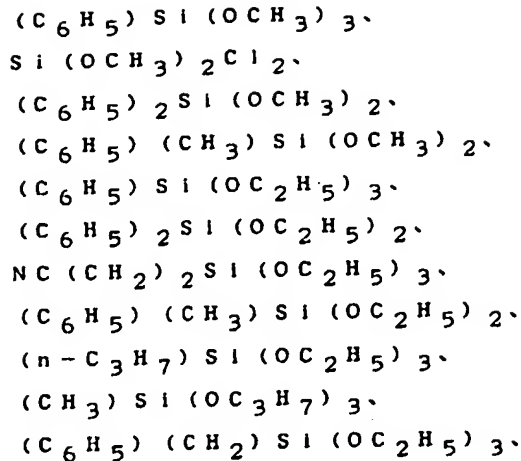 (C6H5)Si(OCH3)3、
Si(OCH3)2Cl2、
(C6H5)2Si(OCH3)2、
(C6H5)(CH3)Si(OCH3)2、
(C6H5)Si(OC2H5)3、
(C6H5)2Si(OC2H5)2、
NC(CH2)2Si(OC2H5)3、
(C6H5)(CH3)Si(OC2H5)2、
(n-C3H7)Si(OC2H5)3、
(CH3)Si(OC3H7)3、
(C6H5)(CH2)Si(OC2H5)3、